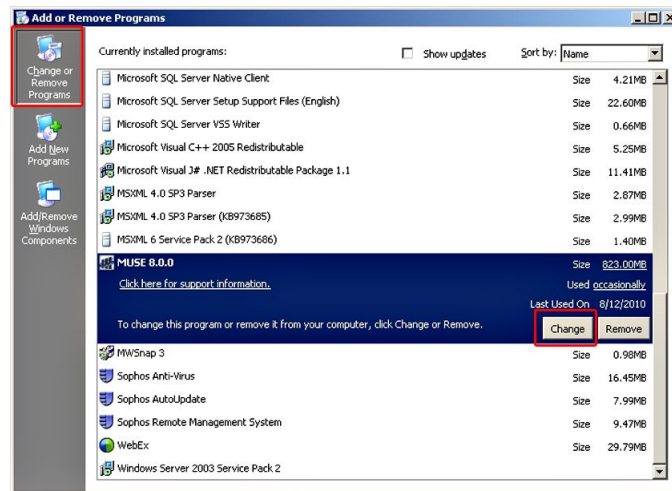 Add or Remove Programs
Change or
Remove
Programs
Add New
Programs
Add/Remove
Windows
Components
Currently installed programs:
Show updates
Sort by: Name
Microsoft SQL Server Native Client Size 4.21MB
Microsoft SQL Server Setup Support Files (English) Size 22.60MB
Microsoft SQL Server VSS Writer Size 0.66MB
Microsoft Visual C++ 2005 Redistributable Size 5.25MB
Microsoft Visual J# .NET Redistributable Package 1.1 Size 11.41MB
MSXML 4.0 SP3 Parser Size 2.87MB
MSXML 4.0 SP3 Parser (KB973685) Size 2.99MB
MSXML 6 Service Pack 2 (KB973686) Size 1.40MB
MUSE 8.0.0 Size 823.00MB
Click here for support information. Used occasionally
Last Used On 8/12/2010
To change this program or remove it from your computer, click Change or Remove. Change Remove
MWSnap 3 Size 0.98MB
Sophos Anti-Virus Size 16.45MB
Sophos AutoUpdate Size 7.99MB
Sophos Remote Management System Size 9.47MB
WebEx Size 29.79MB
Windows Server 2003 Service Pack 2